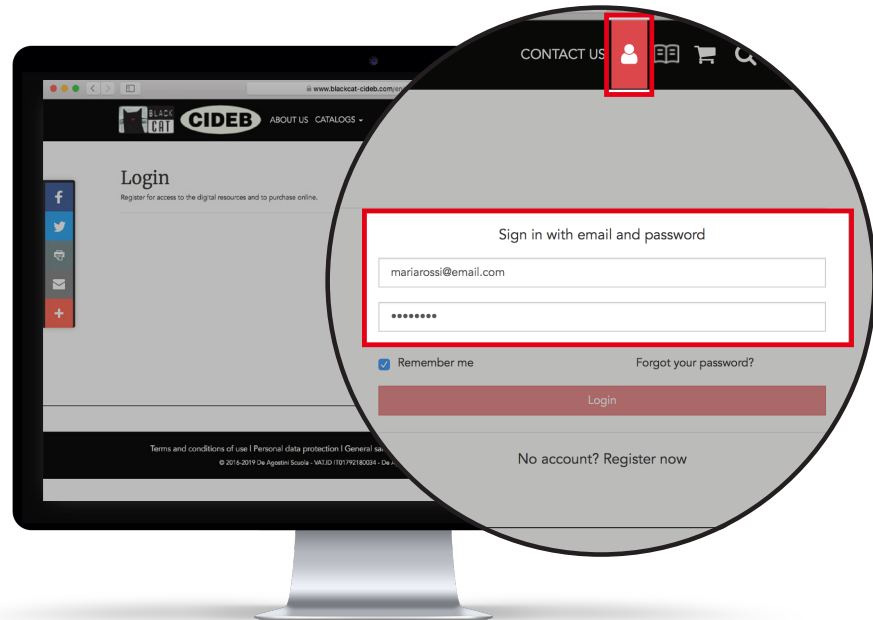 CONTACT US
www.blackcat-cideb.com/en
BLACK
CAT
CIDEB
ABOUT US CATALOGS
Login
Register for access to the digital resources and to purchase online.
Sign in with email and password
mariarossi@email.com
••••••••
Remember me
Forgot your password?
Login
No account? Register now
Terms and conditions of use | Personal data protection | General sa
© 2016-2019 De Agostini Scuola - VAT.ID IT01792180034 - De A